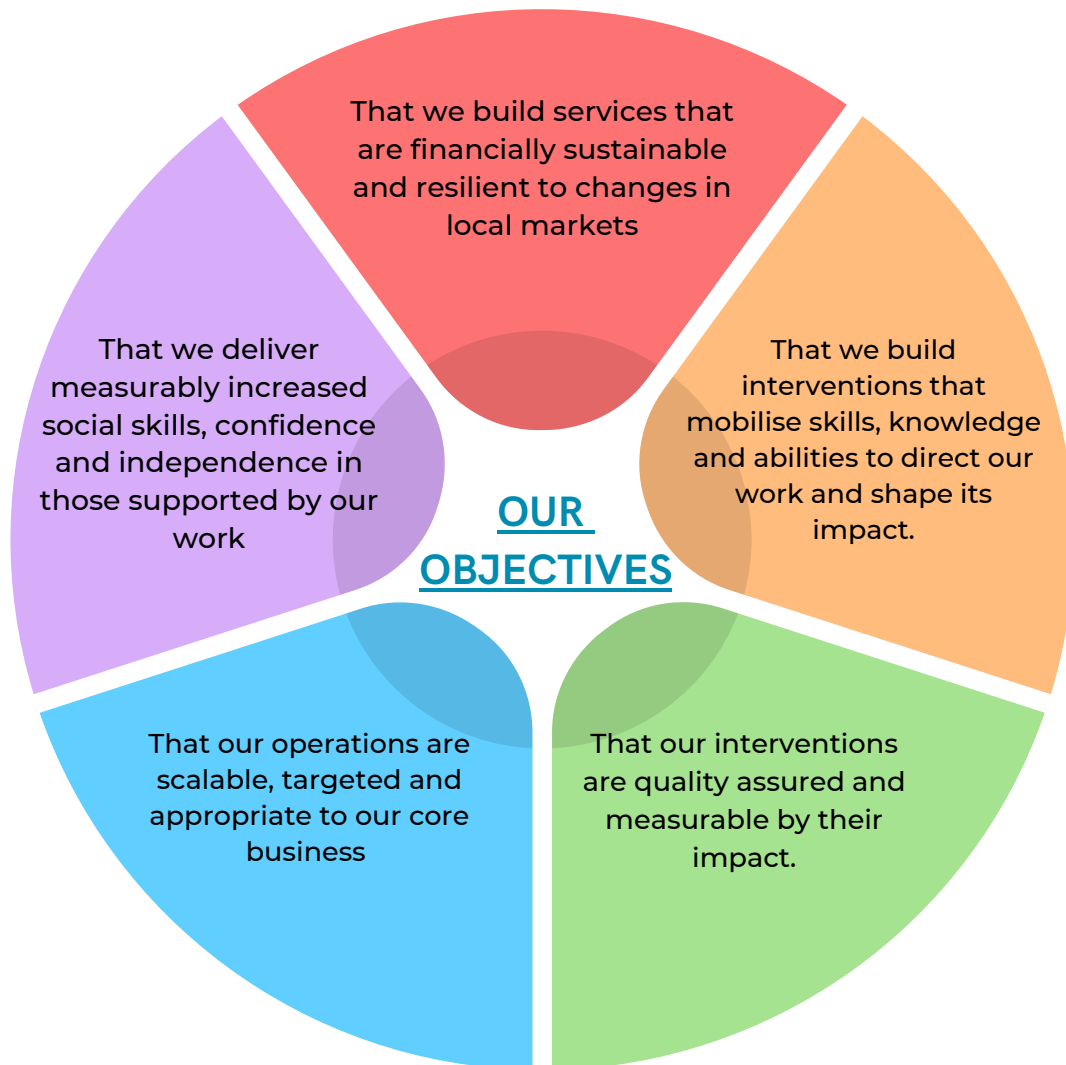 That we build services that
are financially sustainable
and resilient to changes in
local markets
That we build
interventions that
mobilise skills, knowledge
and abilities to direct our
work and shape its
impact.
That our interventions
are quality assured and
measurable by their
impact.
That our operations are
scalable, targeted and
appropriate to our core
business
That we deliver
measurably increased
social skills, confidence
and independence in
those supported by our
work
OUR
OBJECTIVES